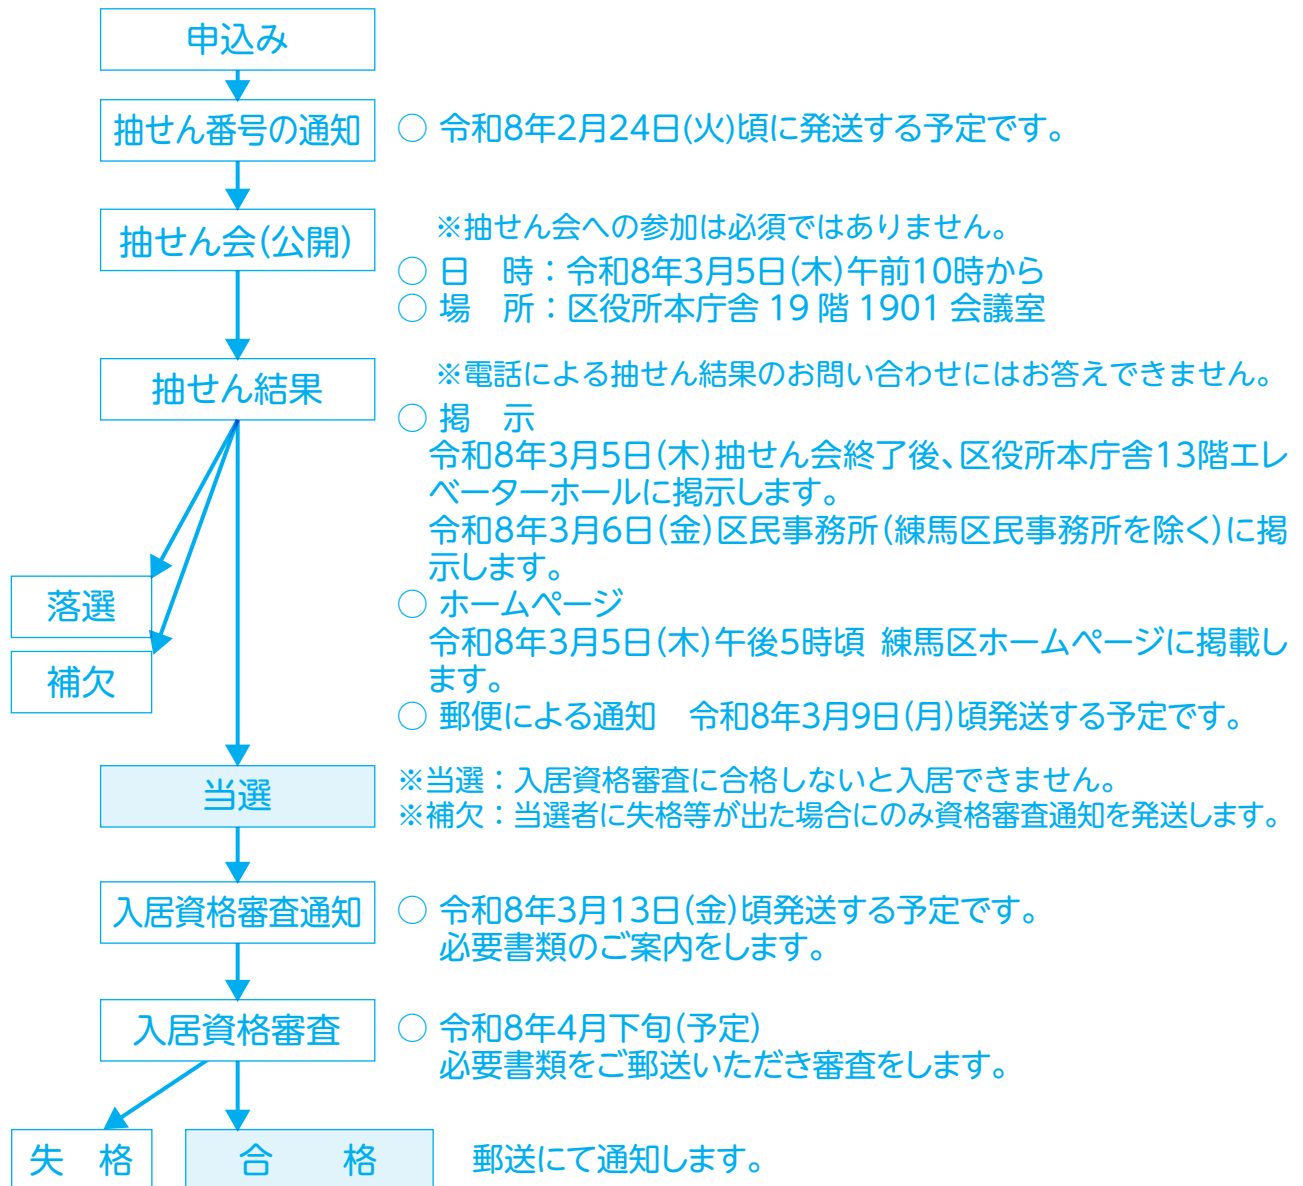 申込み
抽せん番号の通知
○ 令和8年2月24日(火)頃に発送する予定です。
抽せん会(公開)
※抽せん会への参加は必須ではありません。
○ 日　時：令和8年3月5日(木)午前10時から
○ 場　所：区役所本庁舎 19 階 1901 会議室
抽せん結果
※電話による抽せん結果のお問い合わせにはお答えできません。
○ 掲　示
令和8年3月5日(木)抽せん会終了後、区役所本庁舎13階エレ
ベーターホールに掲示します。
令和8年3月6日(金)区民事務所(練馬区民事務所を除く)に掲
示します。
○ ホームページ
令和8年3月5日(木)午後5時頃 練馬区ホームページに掲載し
ます。
○ 郵便による通知　令和8年3月9日(月)頃発送する予定です。
落選
補欠
当選
※当選：入居資格審査に合格しないと入居できません。
※補欠：当選者に失格等が出た場合にのみ資格審査通知を発送します。
入居資格審査通知
○ 令和8年3月13日(金)頃発送する予定です。
必要書類のご案内をします。
入居資格審査
○ 令和8年4月下旬(予定)
必要書類をご郵送いただき審査をします。
失　格
合　格
郵送にて通知します。